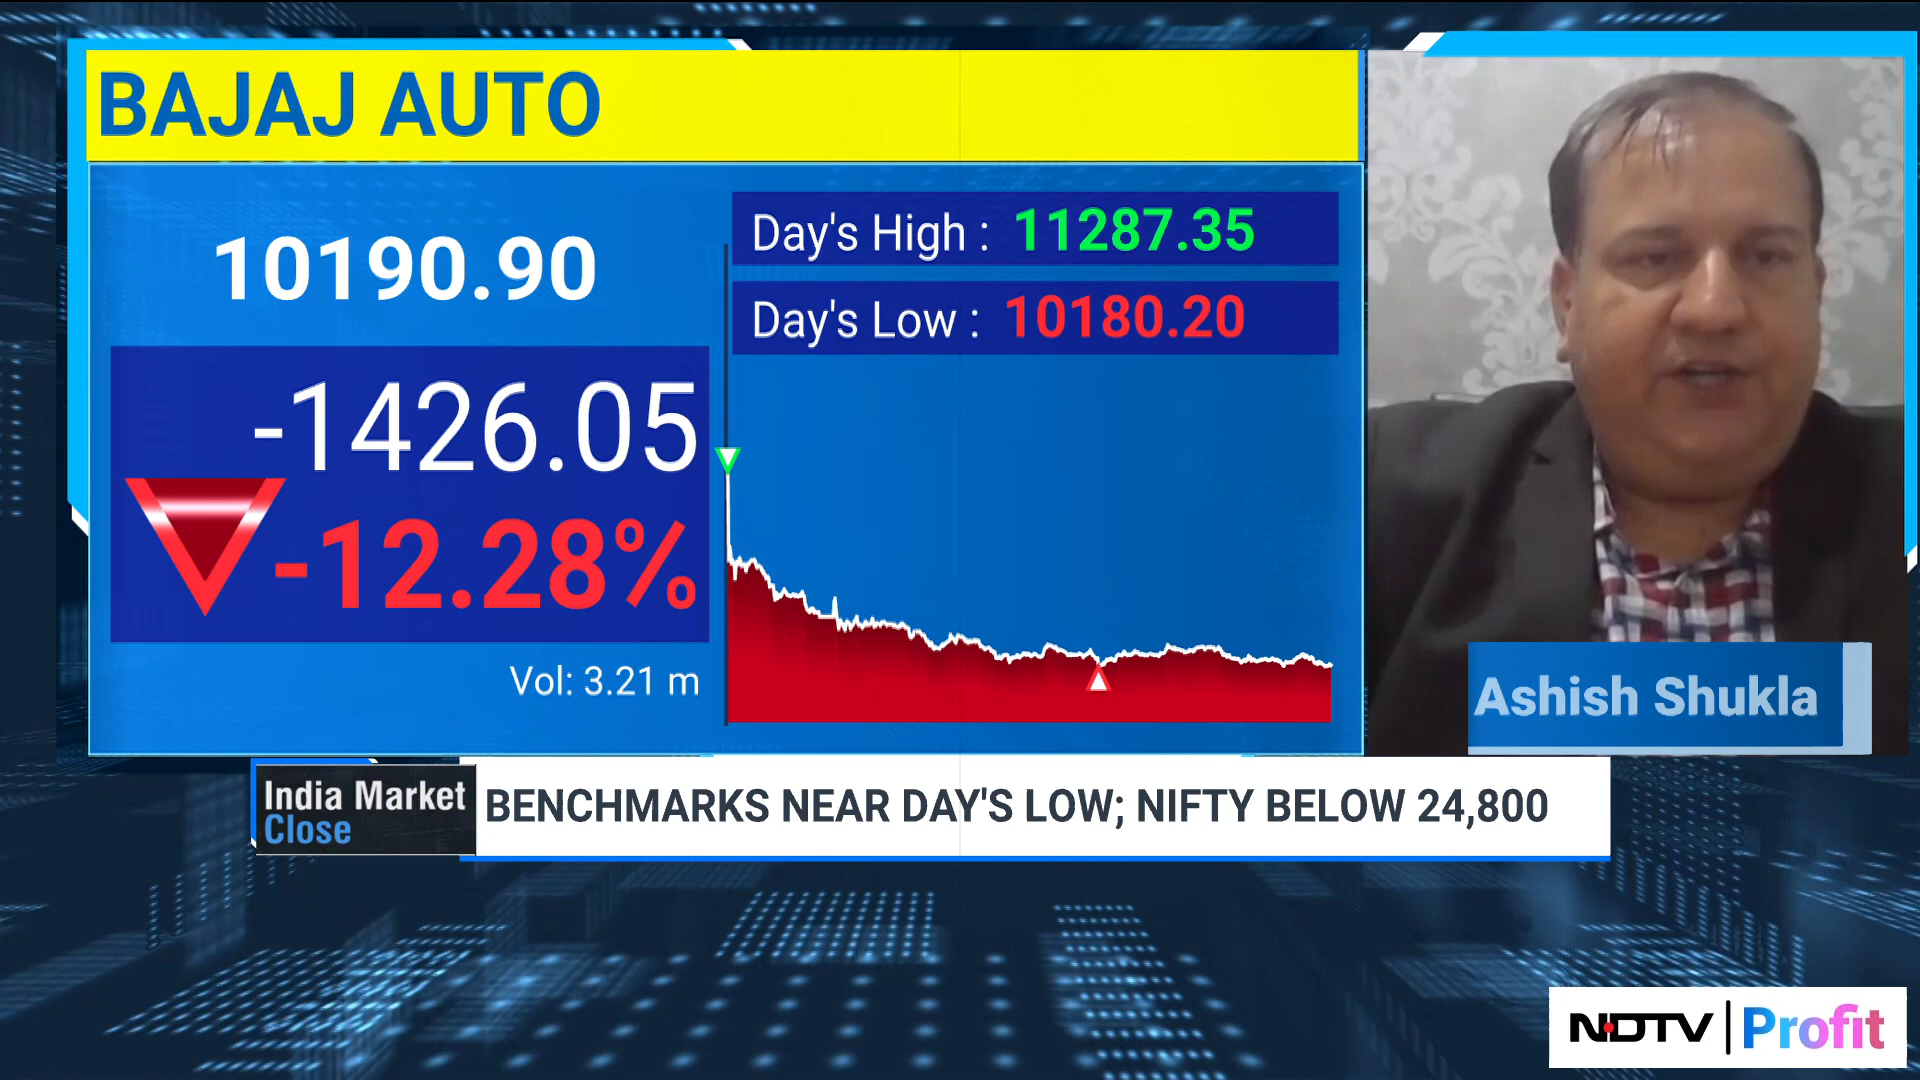 BAJAJ AUTO
10190.90
-1426.05
-12.28%
Vol: 3.21 m
Day's High : 11287.35
Day's Low : 10180.20
Ashish Shukla
India Market
Close
BENCHMARKS NEAR DAY'S LOW; NIFTY BELOW 24,800
NDTV | Profit